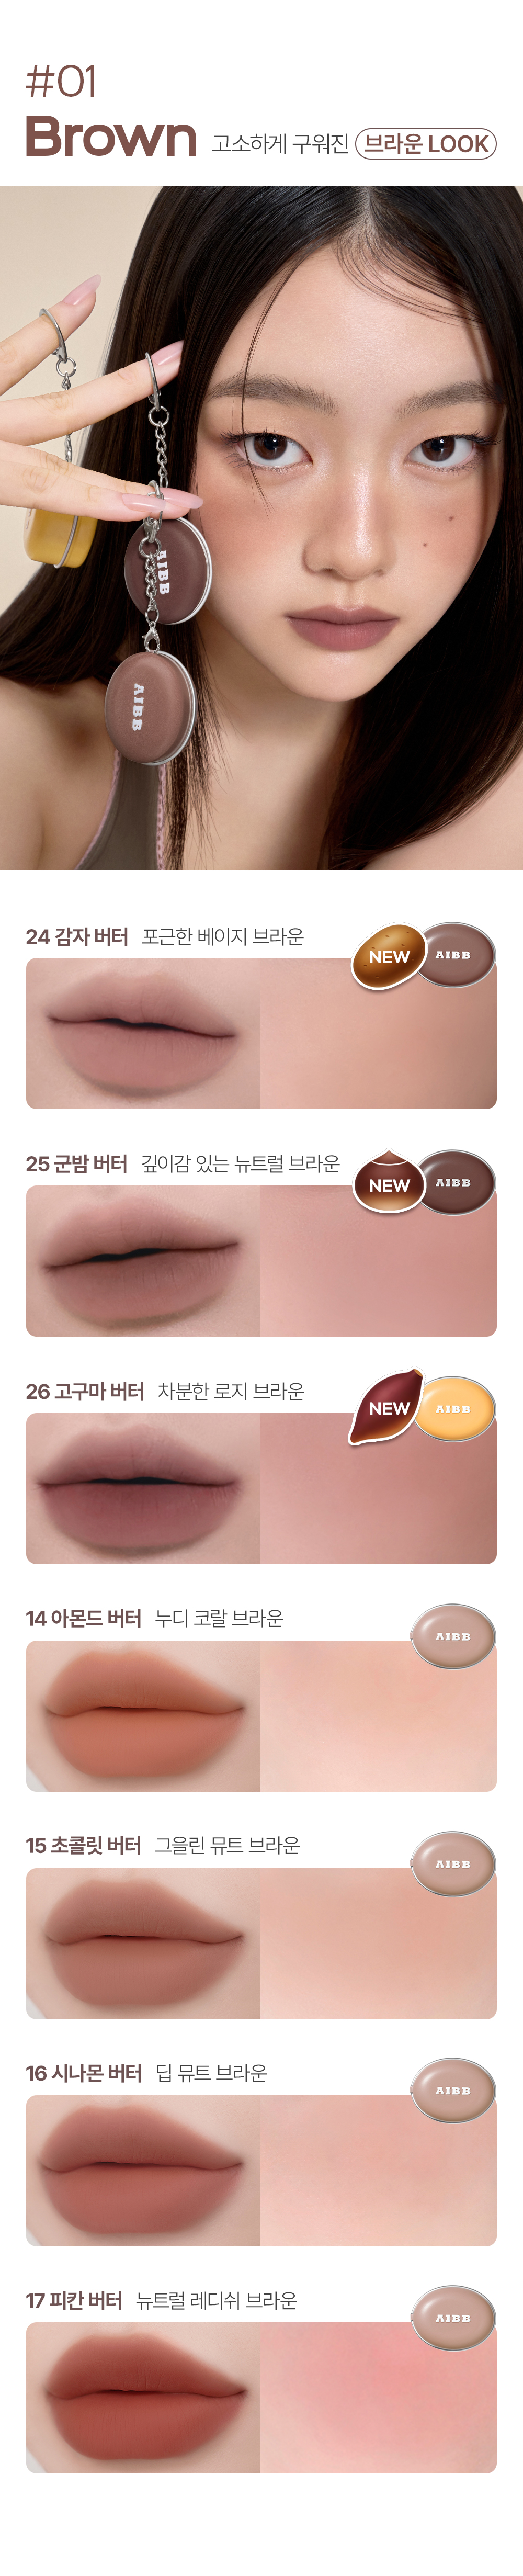 #01
Brown 고소하게 구워진 브라운 LOOK
AIBB
AIBB
24 감자 버터 포근한 베이지 브라운
NEW AIBB
25 군밤 버터 깊이감 있는 뉴트럴 브라운
NEW AIBB
26 고구마 버터 차분한 로지 브라운
NEW AIBB
14 아몬드 버터 누디 코랄 브라운
AIBB
15 초콜릿 버터 그을린 뮤트 브라운
AIBB
16 시나몬 버터 딥 뮤트 브라운
AIBB
17 피칸 버터 뉴트럴 레디쉬 브라운
AIBB